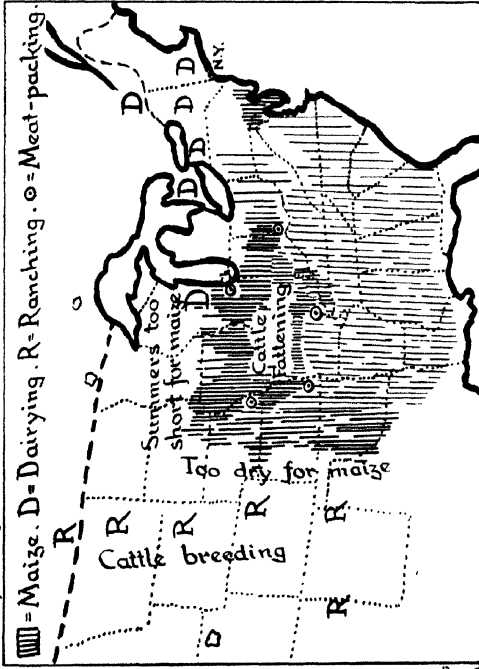 =Maize. D=Dairying. R=Ranching. ⊙=Meat-packing.
D
D
D
N.Y.
D
D
D
Summers too
short for maize
Cattle
Fattening
Too dry for maize
R
R
R
R
R
R
Cattle breeding